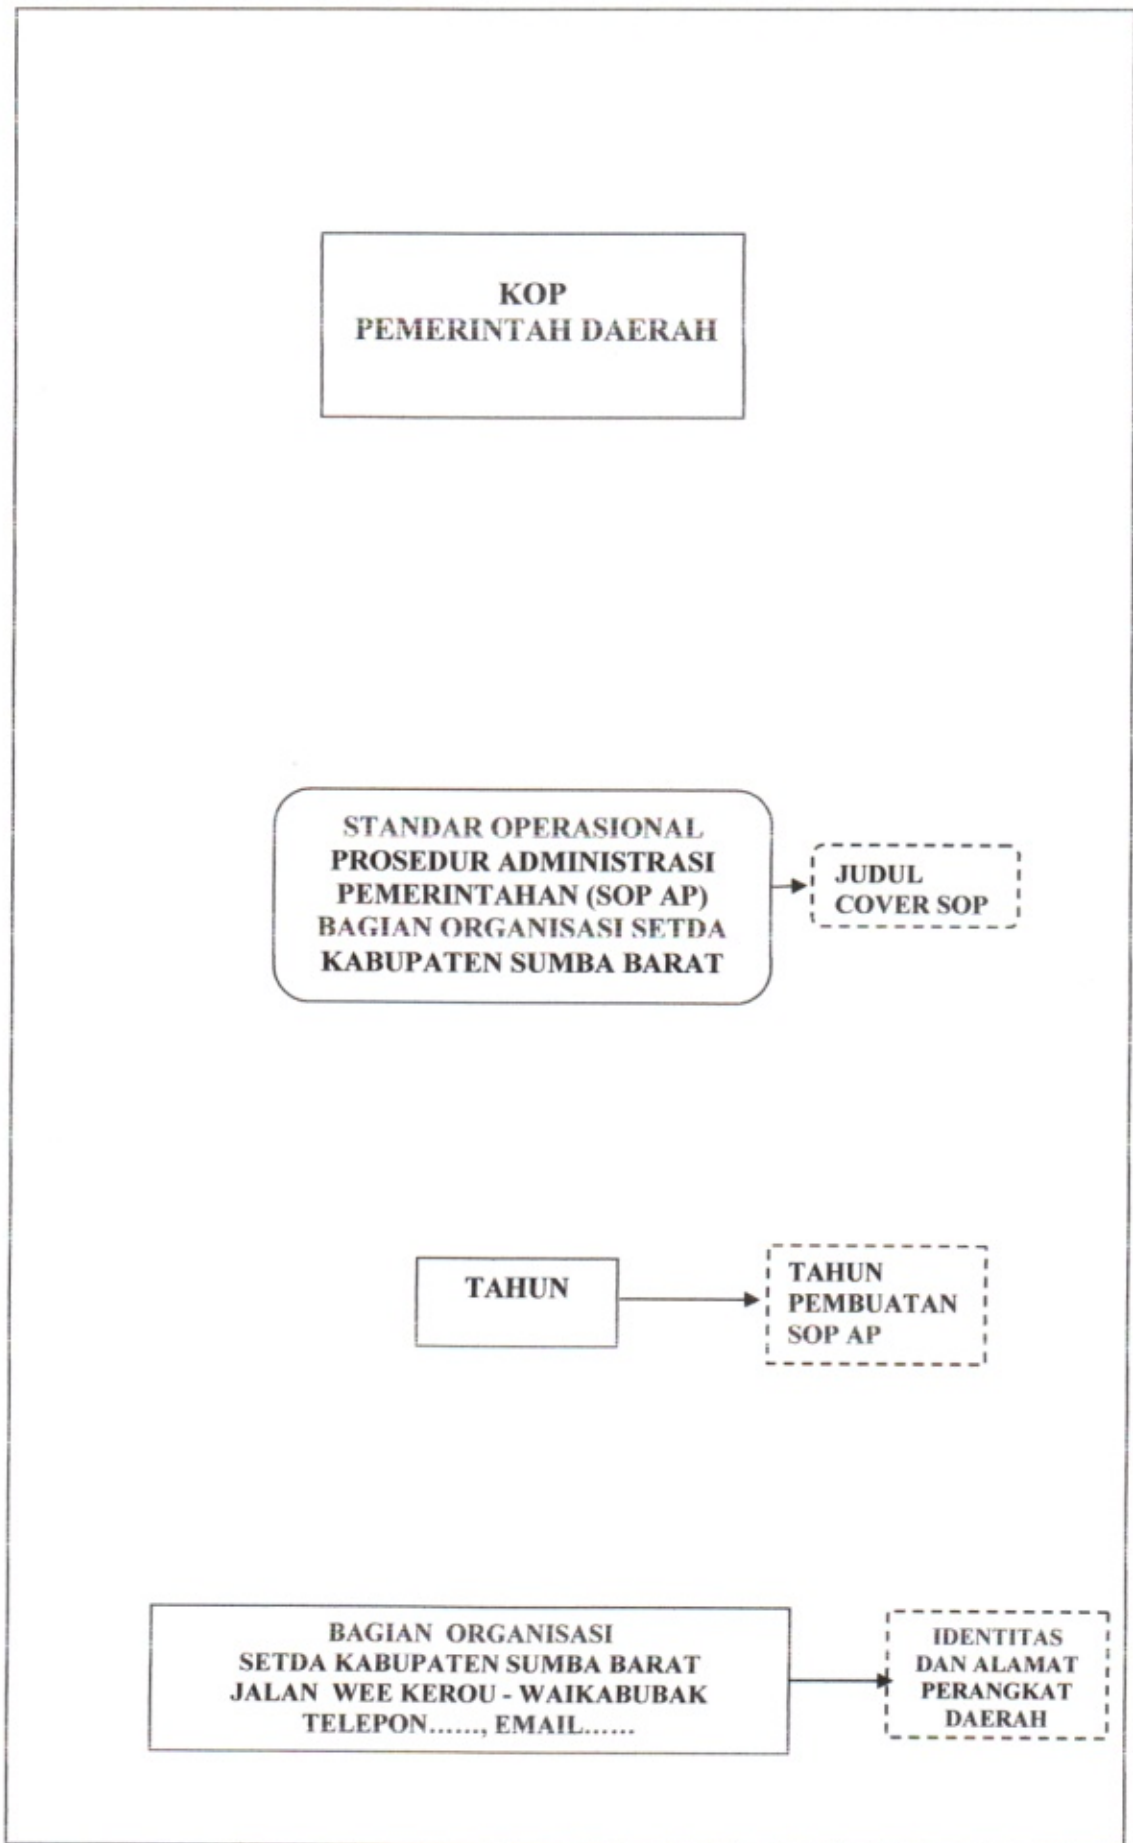 KOP
PEMERINTAH DAERAH
STANDAR OPERASIONAL
PROSEDUR ADMINISTRASI
PEMERINTAHAN (SOP AP)
BAGIAN ORGANISASI SETDA
KABUPATEN SUMBA BARAT
JUDUL
COVER SOP
TAHUN
TAHUN
PEMBUATAN
SOP AP
BAGIAN ORGANISASI
SETDA KABUPATEN SUMBA BARAT
JALAN WEE KEROU - WAIKABUBAK
TELEPON......, EMAIL......
IDENTITAS
DAN ALAMAT
PERANGKAT
DAERAH